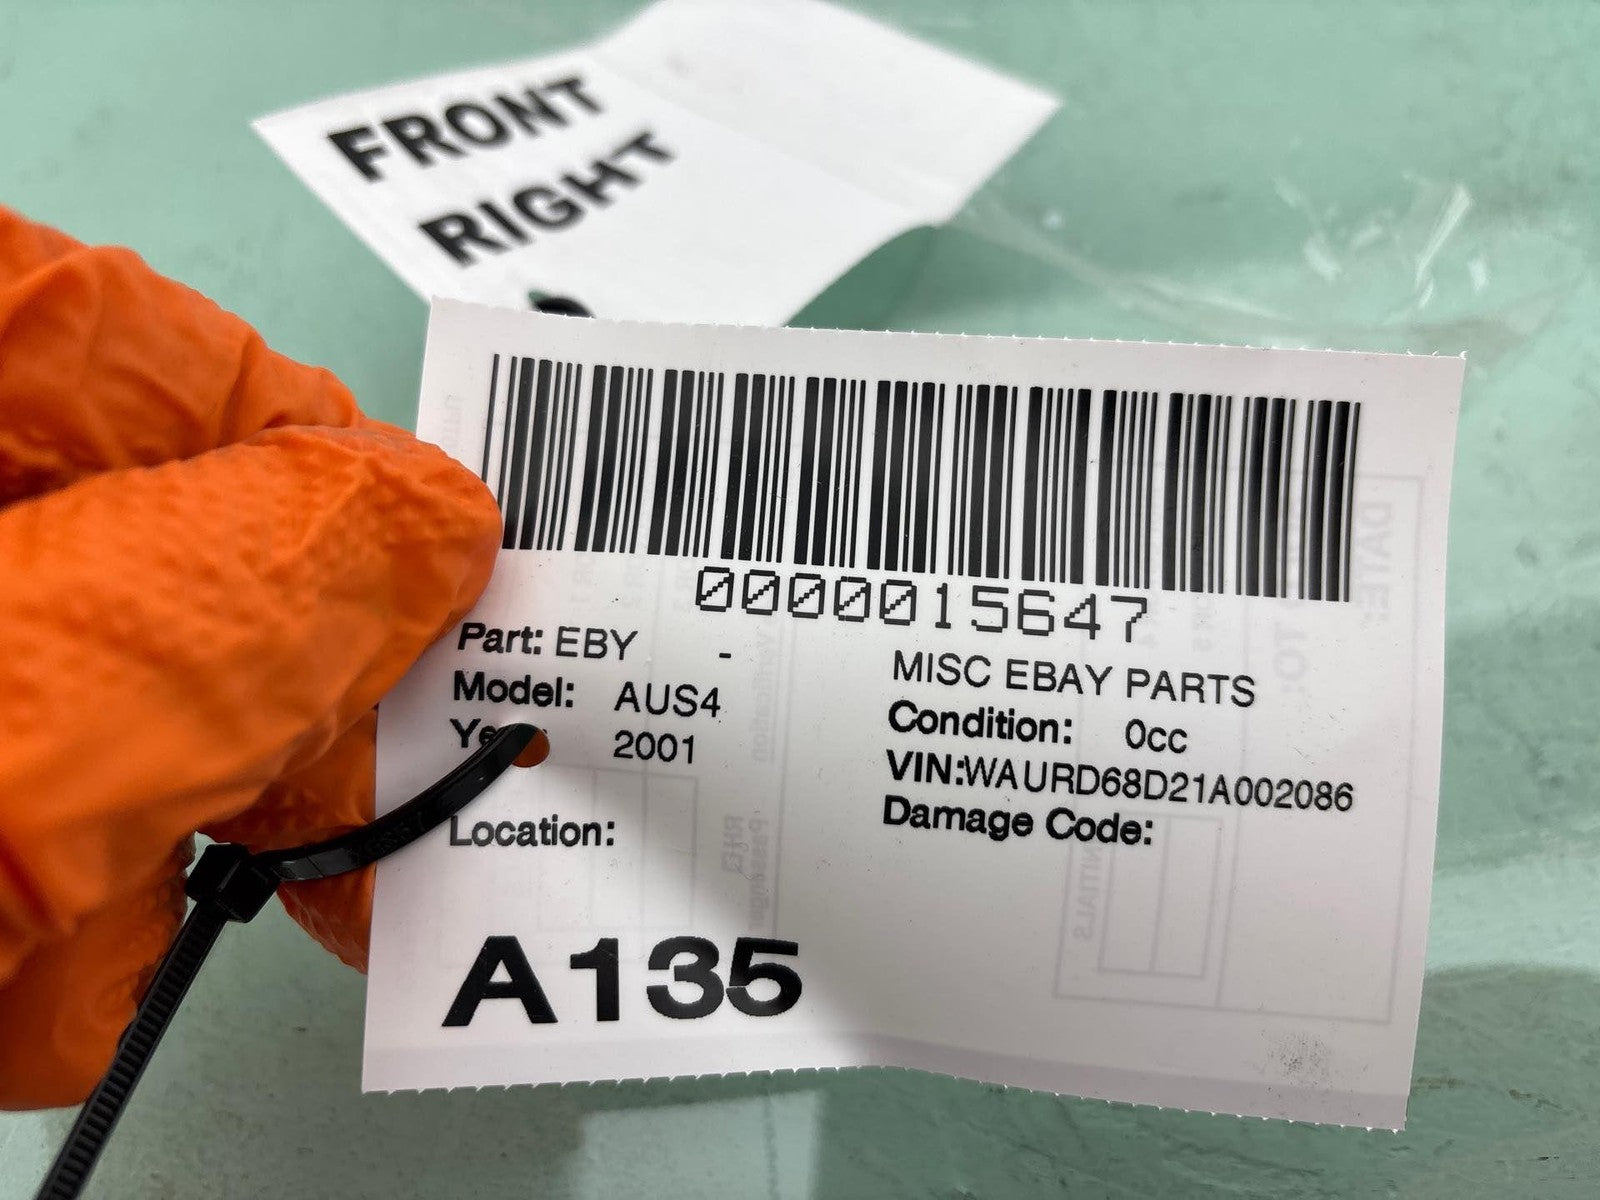 FRONT
RIGHT
0000015647
Part: EBY -
MISC EBAY PARTS
Model: AUS4
Condition: 0cc
2001
VIN:WAURD68D21A002086
Location:
Damage Code:
A135
DATE: